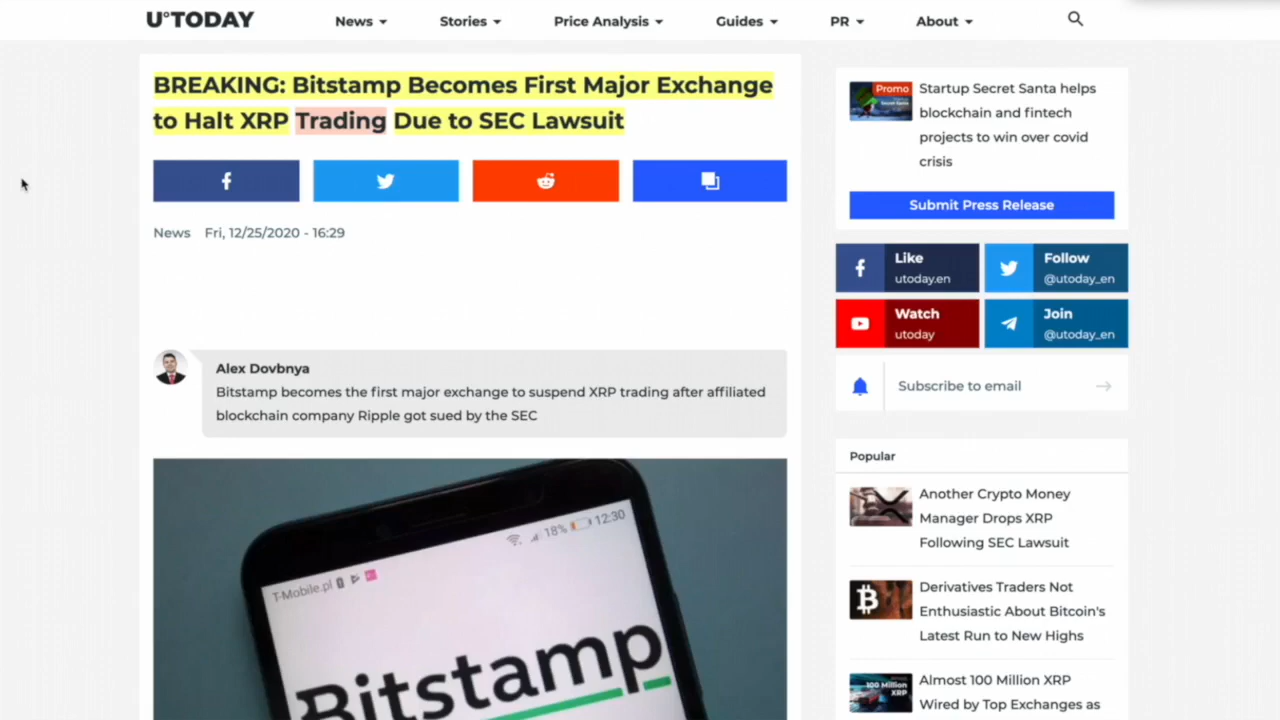 U°TODAY
News
Stories
Price Analysis
Guides
PR
About
BREAKING: Bitstamp Becomes First Major Exchange
to Halt XRP Trading Due to SEC Lawsuit
News Fri, 12/25/2020 - 16:29
Alex Dovbnya
Bitstamp becomes the first major exchange to suspend XRP trading after affiliated
blockchain company Ripple got sued by the SEC
T-Mobile.pl
18% 12:30
Bitstamp
Promo
Secret Santa
Startup Secret Santa helps
blockchain and fintech
projects to win over covid
crisis
Submit Press Release
Like
utoday.en
Follow
@utoday_en
Watch
utoday
Join
@utoday_en
Subscribe to email
Popular
Another Crypto Money
Manager Drops XRP
Following SEC Lawsuit
Derivatives Traders Not
Enthusiastic About Bitcoin's
Latest Run to New Highs
100 Million
XRP
Almost 100 Million XRP
Wired by Top Exchanges as